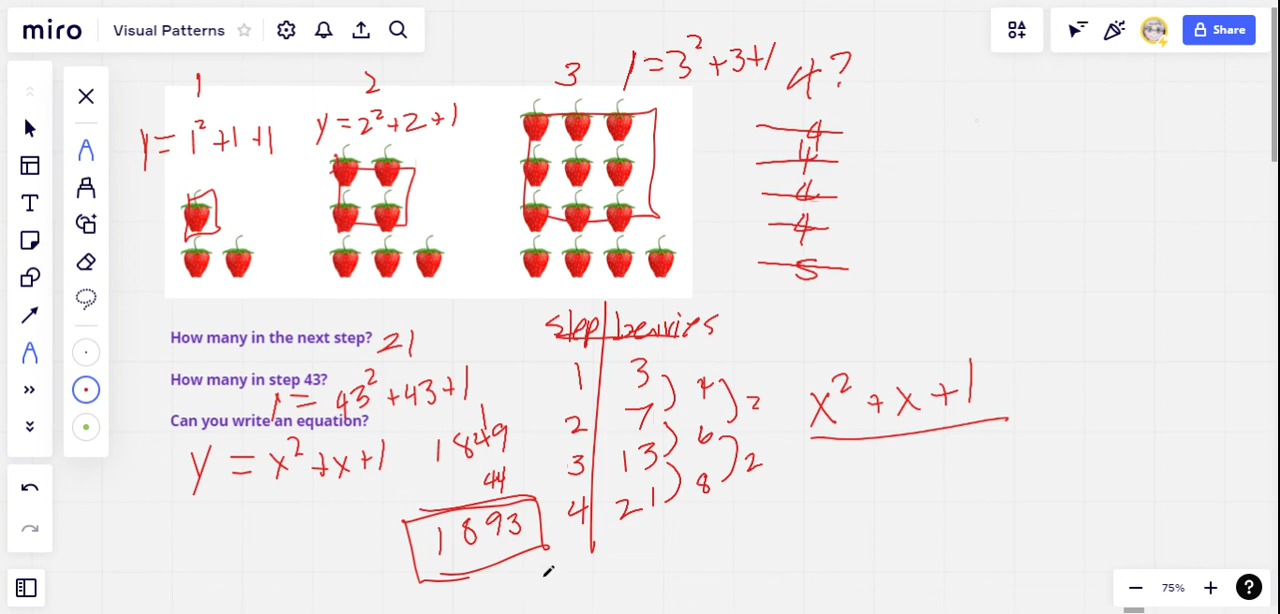 miro Visual Patterns Share
1 2 3 y = 3² + 3 + 1 4?
y = 1² + 1 + 1 y = 2² + 2 + 1
4
4
4
4
5
How many in the next step? 21
How many in step 43?
y = 43² + 43 + 1
Can you write an equation?
y = x² + x + 1
1
1849
44
1893
step berries
1 3
4 2
2 7
6
3 13 2
8
4 21
x² + x + 1
T
75%
?